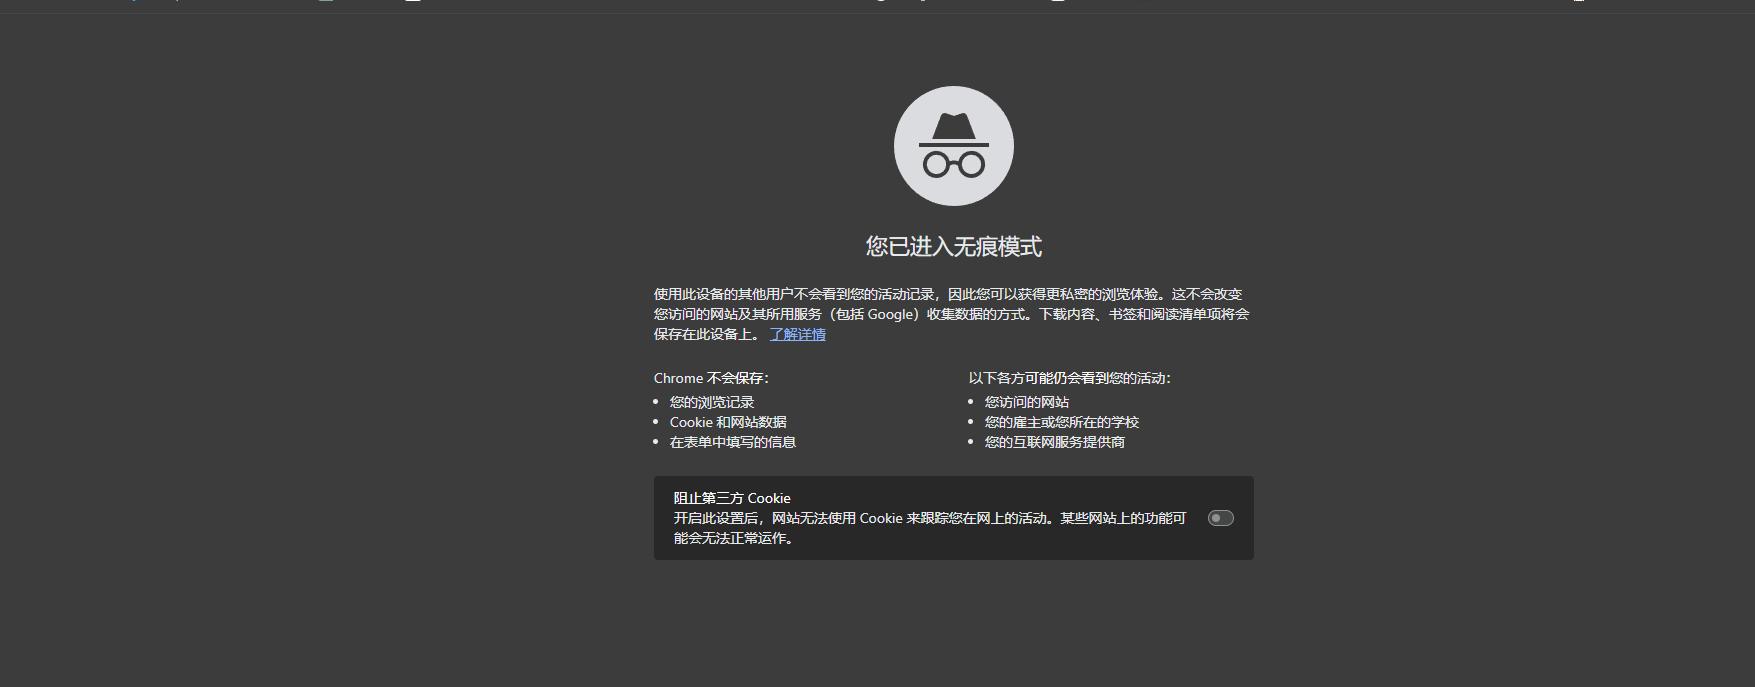 您已进入无痕模式
使用此设备的其他用户不会看到您的活动记录，因此您可以获得更私密的浏览体验。这不会改变
您访问的网站及其所用服务（包括 Google）收集数据的方式。下载内容、书签和阅读清单项将会
保存在此设备上。 了解详情
Chrome 不会保存：
您的浏览记录
Cookie 和网站数据
在表单中填写的信息
以下各方可能仍会看到您的活动：
您访问的网站
您的雇主或您所在的学校
您的互联网服务提供商
阻止第三方 Cookie
开启此设置后，网站无法使用 Cookie 来跟踪您在网上的活动。某些网站上的功能可
能会无法正常运作。